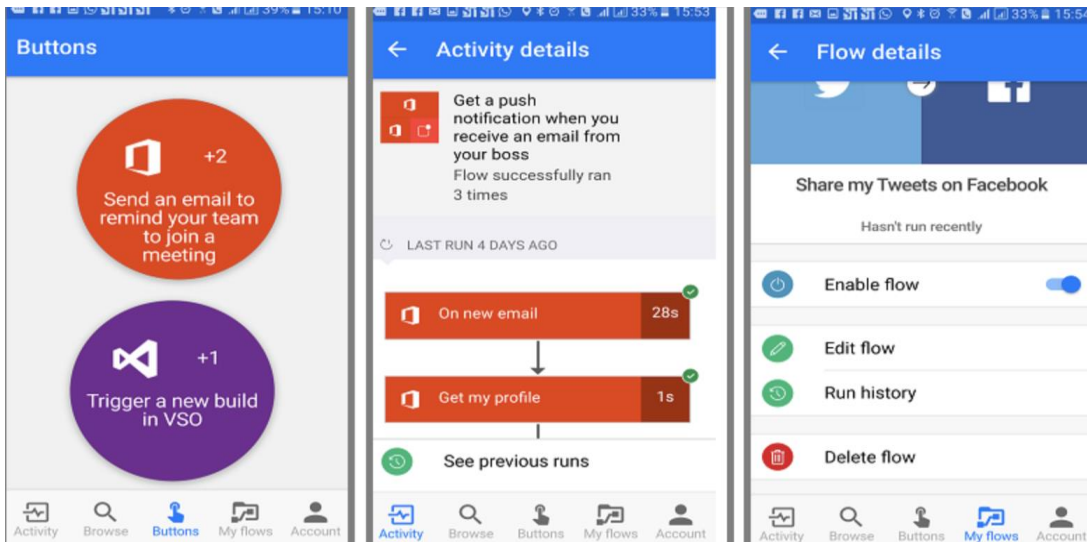 39% 15:10
Buttons
+2
Send an email to
remind your team
to join a
meeting
+1
Trigger a new build
in VSO
Activity
Browse
Buttons
My flows
Account
33% 15:53
Activity details
Get a push
notification when you
receive an email from
your boss
Flow successfully ran
3 times
LAST RUN 4 DAYS AGO
On new email
28s
Get my profile
1s
See previous runs
Activity
Browse
Buttons
My flows
Account
33% 15:54
Flow details
Share my Tweets on Facebook
Hasn't run recently
Enable flow
Edit flow
Run history
Delete flow
Activity
Browse
Buttons
My flows
Account